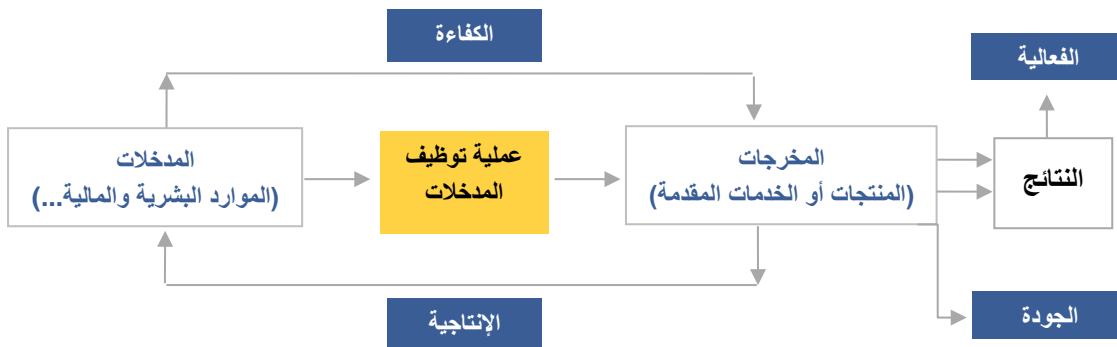 الكفاءة
الفعالية
المدخلات
(الموارد البشرية والمالية...)
عملية توظيف
المدخلات
المخرجات
(المنتجات أو الخدمات المقدمة)
النتائج
الإنتاجية
الجودة